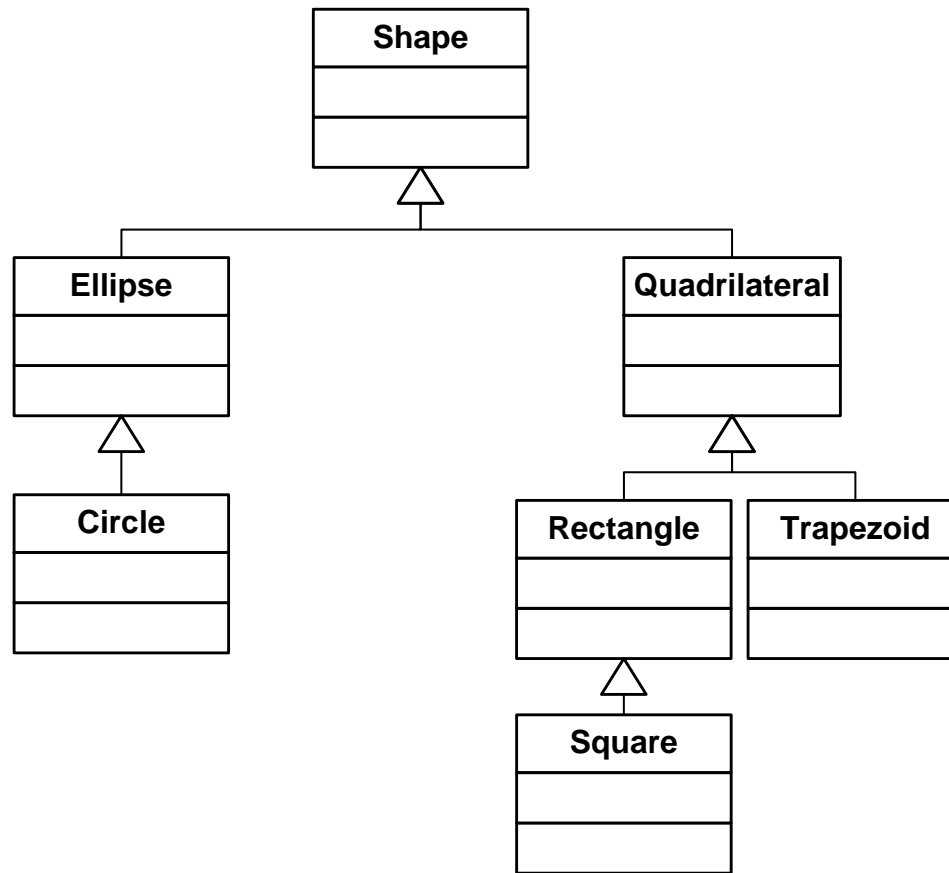 Shape
Ellipse
Quadrilateral
Circle
Rectangle
Trapezoid
Square